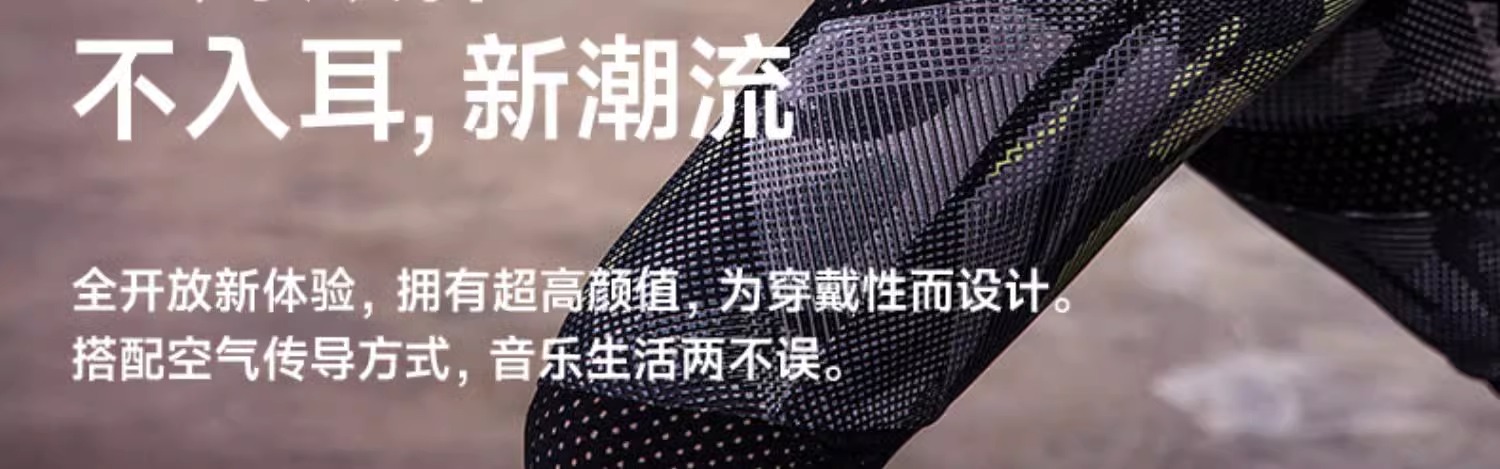 不入耳，新潮流
全开放新体验，拥有超高颜值，为穿戴性而设计。
搭配空气传导方式，音乐生活两不误。